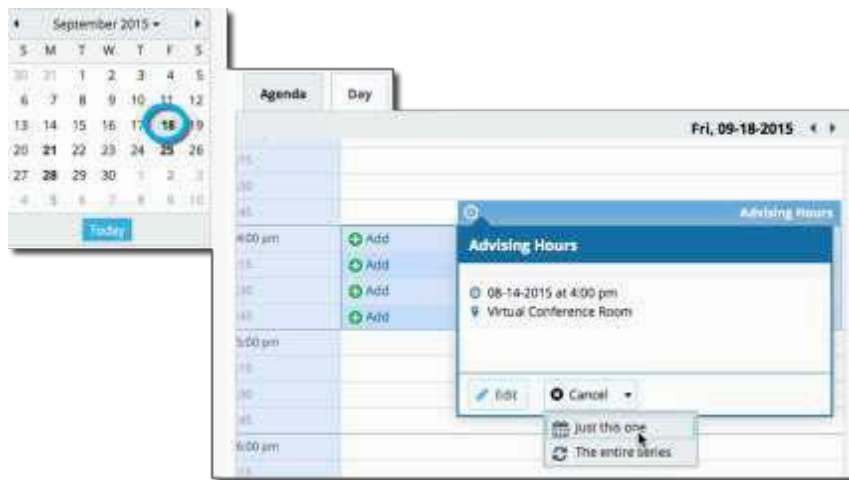 September 2015
S M T W T F S
30 31 1 2 3 4 5
6 7 8 9 10 11 12
13 14 15 16 17 18 19
20 21 22 23 24 25 26
27 28 29 30 1 2 3
4 5 6 7 8 9 10
Today
Agenda Day
Fri, 09-18-2015
:15
:30
:45
Advising Hours
4:00 pm Add
:15 Add
:30 Add
:45 Add
Advising Hours
08-14-2015 at 4:00 pm
Virtual Conference Room
5:00 pm
:15
:30
:45
Edit Cancel
Just this one
The entire series
6:00 pm
:15